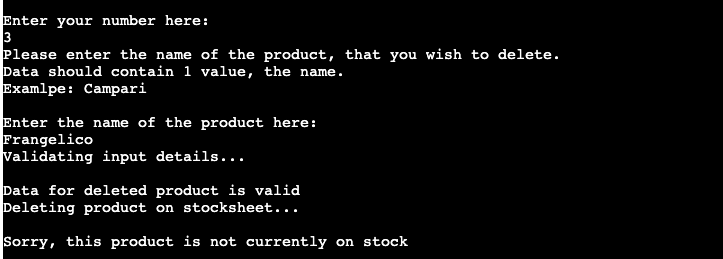 Enter your number here:
3
Please enter the name of the product, that you wish to delete.
Data should contain 1 value, the name.
Examlpe: Campari
Enter the name of the product here:
Frangelico
Validating input details...
Data for deleted product is valid
Deleting product on stocksheet...
Sorry, this product is not currently on stock